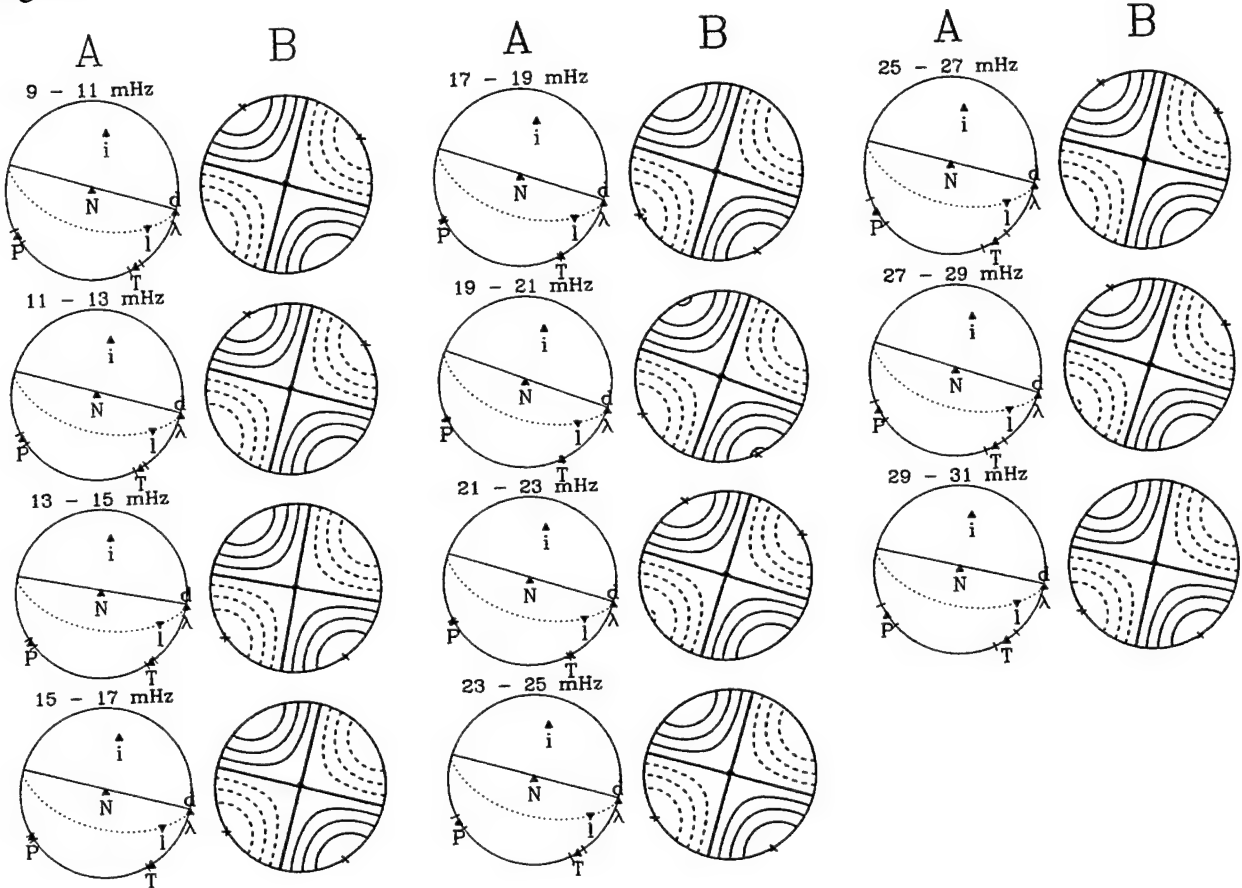 A B
9 - 11 mHz
i
N
d
λ
l
P
T
11 - 13 mHz
i
N
d
λ
l
P
T
13 - 15 mHz
i
N
d
λ
l
P
T
15 - 17 mHz
i
N
d
λ
l
P
T
A B
17 - 19 mHz
i
N
d
λ
l
P
T
19 - 21 mHz
i
N
d
λ
l
P
T
21 - 23 mHz
i
N
d
λ
l
P
T
23 - 25 mHz
i
N
d
λ
l
P
T
A B
25 - 27 mHz
i
N
d
λ
l
P
T
27 - 29 mHz
i
N
d
λ
l
P
T
29 - 31 mHz
i
N
d
λ
l
P
T